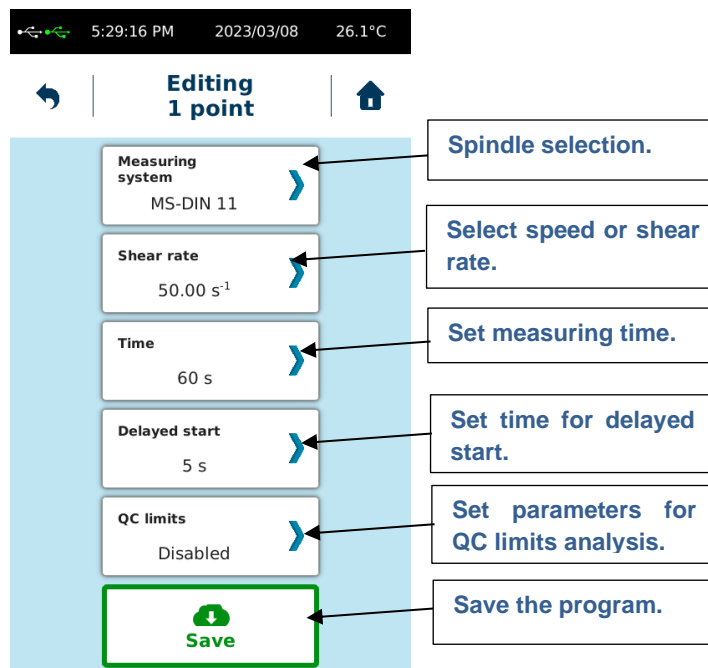 5:29:16 PM 2023/03/08 26.1°C
Editing
1 point
Measuring
system
MS-DIN 11
Spindle selection.
Shear rate
50.00 s⁻¹
Select speed or shear
rate.
Time
60 s
Set measuring time.
Delayed start
5 s
Set time for delayed
start.
QC limits
Disabled
Set parameters for
QC limits analysis.
Save
Save the program.